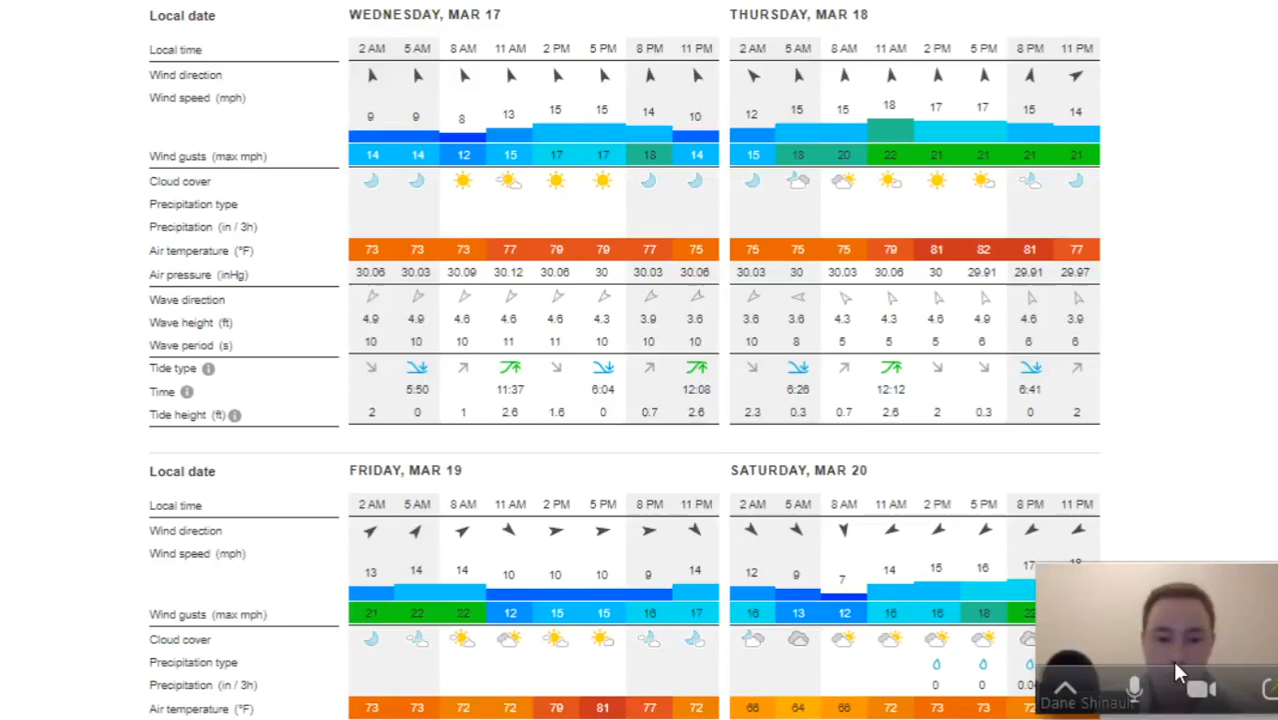 Local date WEDNESDAY, MAR 17 THURSDAY, MAR 18
Local time 2 AM 5 AM 8 AM 11 AM 2 PM 5 PM 8 PM 11 PM 2 AM 5 AM 8 AM 11 AM 2 PM 5 PM 8 PM 11 PM
Wind direction
Wind speed (mph) 9 9 8 13 15 15 14 10 12 15 15 18 17 17 15 14
Wind gusts (max mph) 14 14 12 15 17 17 18 14 15 18 20 22 21 21 21 21
Cloud cover
Precipitation type
Precipitation (in / 3h)
Air temperature (°F) 73 73 73 77 79 79 77 75 75 75 75 79 81 82 81 77
Air pressure (inHg) 30.06 30.03 30.09 30.12 30.06 30 30.03 30.06 30.03 30 30.03 30.06 30 29.91 29.91 29.97
Wave direction
Wave height (ft) 4.9 4.9 4.6 4.6 4.6 4.3 3.9 3.6 3.6 3.6 4.3 4.3 4.6 4.9 4.6 3.9
Wave period (s) 10 10 10 11 11 10 10 10 10 8 5 5 5 6 6 6
Tide type i
Time i 5:50 11:37 6:04 12:08 6:26 12:12 6:41
Tide height (ft) i 2 0 1 2.6 1.6 0 0.7 2.6 2.3 0.3 0.7 2.6 2 0.3 0 2
Local date FRIDAY, MAR 19 SATURDAY, MAR 20
Local time 2 AM 5 AM 8 AM 11 AM 2 PM 5 PM 8 PM 11 PM 2 AM 5 AM 8 AM 11 AM 2 PM 5 PM 8 PM 11 PM
Wind direction
Wind speed (mph) 13 14 14 10 10 10 9 14 12 9 7 14 15 16 17
Wind gusts (max mph) 21 22 22 12 15 15 16 17 16 13 12 16 16 18 22
Cloud cover
Precipitation type
Precipitation (in / 3h) 0 0
Air temperature (°F) 73 73 72 72 79 81 77 72 66 64 66 72 73 73
Dane Shinault